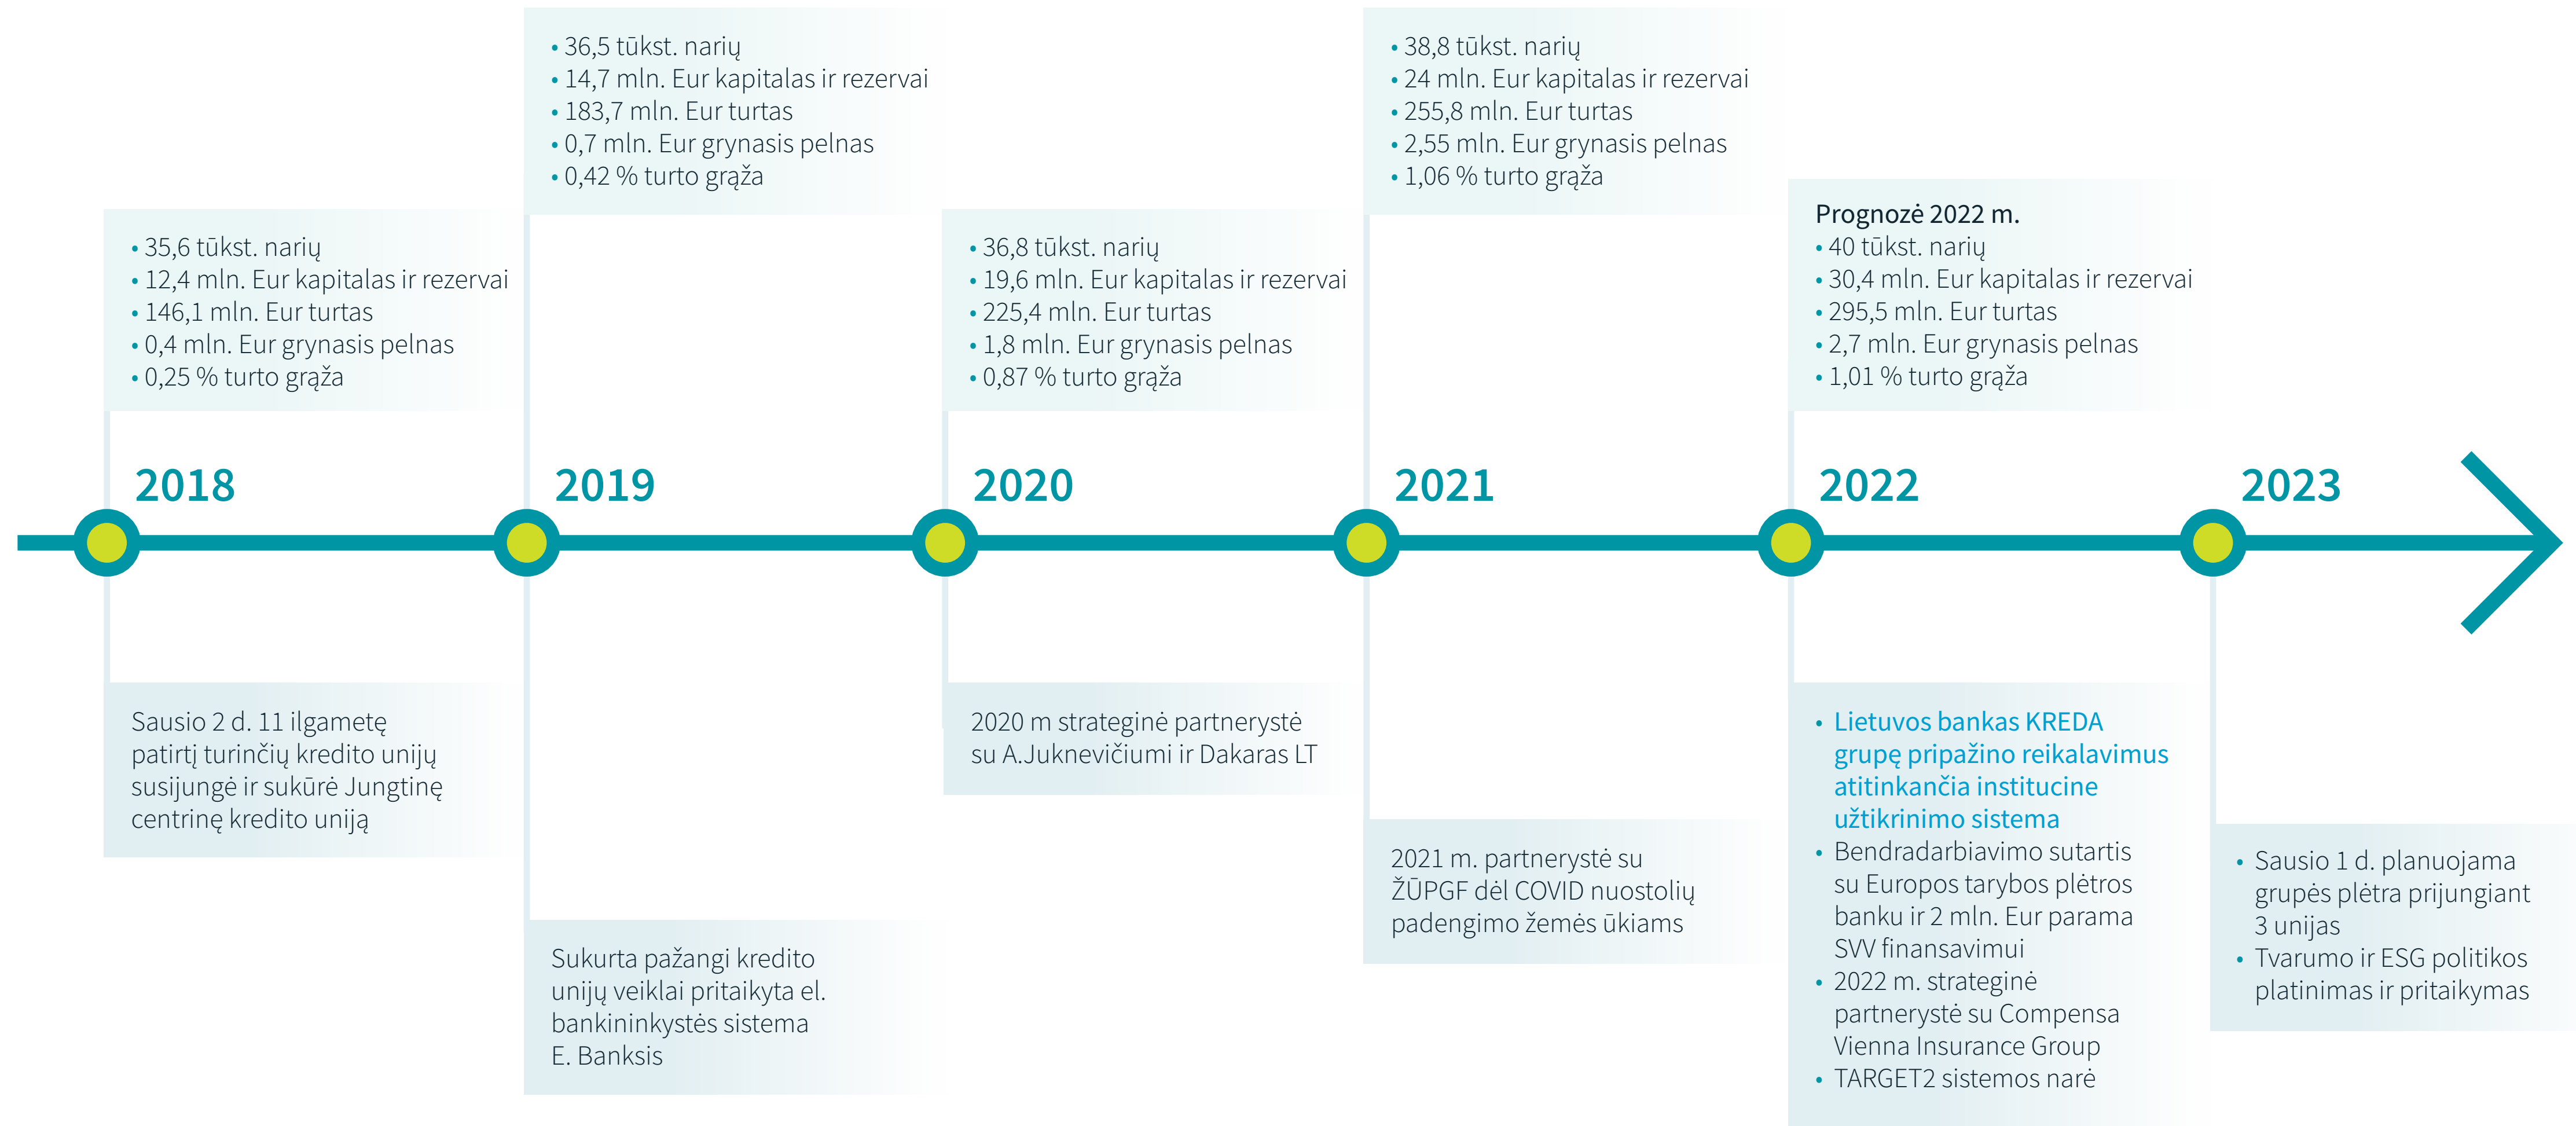 • 36,5 tūkst. narių
• 14,7 mln. Eur kapitalas ir rezervai
• 183,7 mln. Eur turtas
• 0,7 mln. Eur grynasis pelnas
• 0,42 % turto grąža
• 38,8 tūkst. narių
• 24 mln. Eur kapitalas ir rezervai
• 255,8 mln. Eur turtas
• 2,55 mln. Eur grynasis pelnas
• 1,06 % turto grąža
• 35,6 tūkst. narių
• 12,4 mln. Eur kapitalas ir rezervai
• 146,1 mln. Eur turtas
• 0,4 mln. Eur grynasis pelnas
• 0,25 % turto grąža
• 36,8 tūkst. narių
• 19,6 mln. Eur kapitalas ir rezervai
• 225,4 mln. Eur turtas
• 1,8 mln. Eur grynasis pelnas
• 0,87 % turto grąža
Prognozė 2022 m.
• 40 tūkst. narių
• 30,4 mln. Eur kapitalas ir rezervai
• 295,5 mln. Eur turtas
• 2,7 mln. Eur grynasis pelnas
• 1,01 % turto grąža
2018
2019
2020
2021
2022
2023
Sausio 2 d. 11 ilgametę
patirtį turinčių kredito unijų
susijungė ir sukūrė Jungtinę
centrinę kredito uniją
Sukurta pažangi kredito
unijų veiklai pritaikyta el.
bankininkystės sistema
E. Banksis
2020 m strateginė partnerystė
su A.Juknevičiumi ir Dakaras LT
2021 m. partnerystė su
ŽŪPGF dėl COVID nuostolių
padengimo žemės ūkiams
• Lietuvos bankas KREDA
grupę pripažino reikalavimus
atitinkančia institucine
užtikrinimo sistema
• Bendradarbiavimo sutartis
su Europos tarybos plėtros
banku ir 2 mln. Eur parama
SVV finansavimui
• 2022 m. strateginė
partnerystė su Compensa
Vienna Insurance Group
• TARGET2 sistemos narė
• Sausio 1 d. planuojama
grupės plėtra prijungiant
3 unijas
• Tvarumo ir ESG politikos
platinimas ir pritaikymas